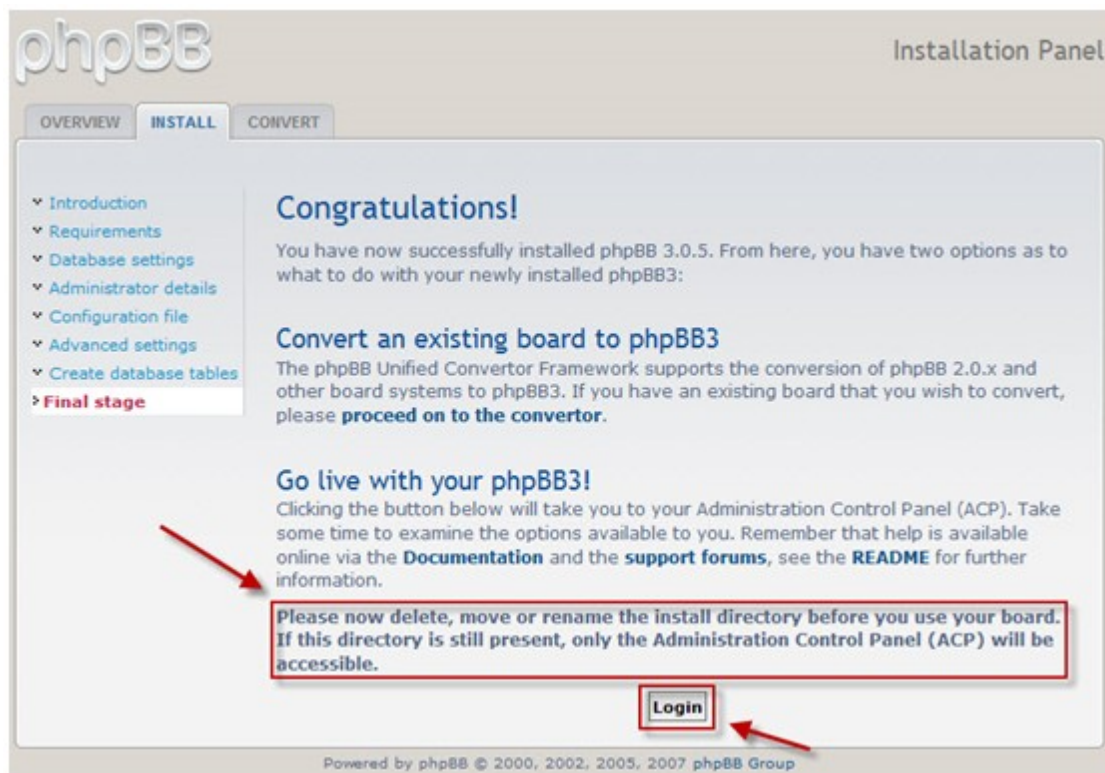 phpBB
Installation Panel
OVERVIEW INSTALL CONVERT
Introduction
Requirements
Database settings
Administrator details
Configuration file
Advanced settings
Create database tables
Final stage
Congratulations!
You have now successfully installed phpBB 3.0.5. From here, you have two options as to
what to do with your newly installed phpBB3:
Convert an existing board to phpBB3
The phpBB Unified Convertor Framework supports the conversion of phpBB 2.0.x and
other board systems to phpBB3. If you have an existing board that you wish to convert,
please proceed on to the convertor.
Go live with your phpBB3!
Clicking the button below will take you to your Administration Control Panel (ACP). Take
some time to examine the options available to you. Remember that help is available
online via the Documentation and the support forums, see the README for further
information.
Please now delete, move or rename the install directory before you use your board.
If this directory is still present, only the Administration Control Panel (ACP) will be
accessible.
Login
Powered by phpBB © 2000, 2002, 2005, 2007 phpBB Group